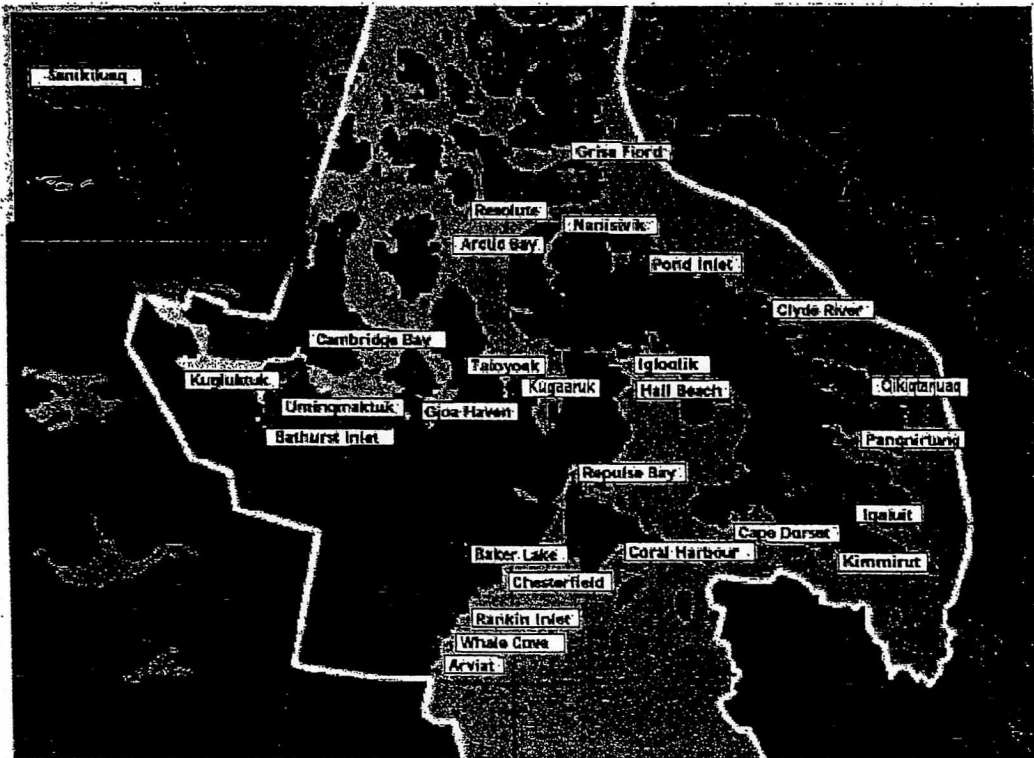 Sanikiluaq
Grise Fiord
Resolute
Nanisivik
Arctic Bay
Pond Inlet
Clyde River
Cambridge Bay
Taloyoak
Igloolik
Kugluktuk
Kugaaruk
Hall Beach
Qikiqtarjuaq
Umingmaktuk
Gjoa Haven
Bathurst Inlet
Pangnirtung
Repulse Bay
Iqaluit
Cape Dorset
Baker Lake
Coral Harbour
Kimmirut
Chesterfield
Rankin Inlet
Whale Cove
Arviat